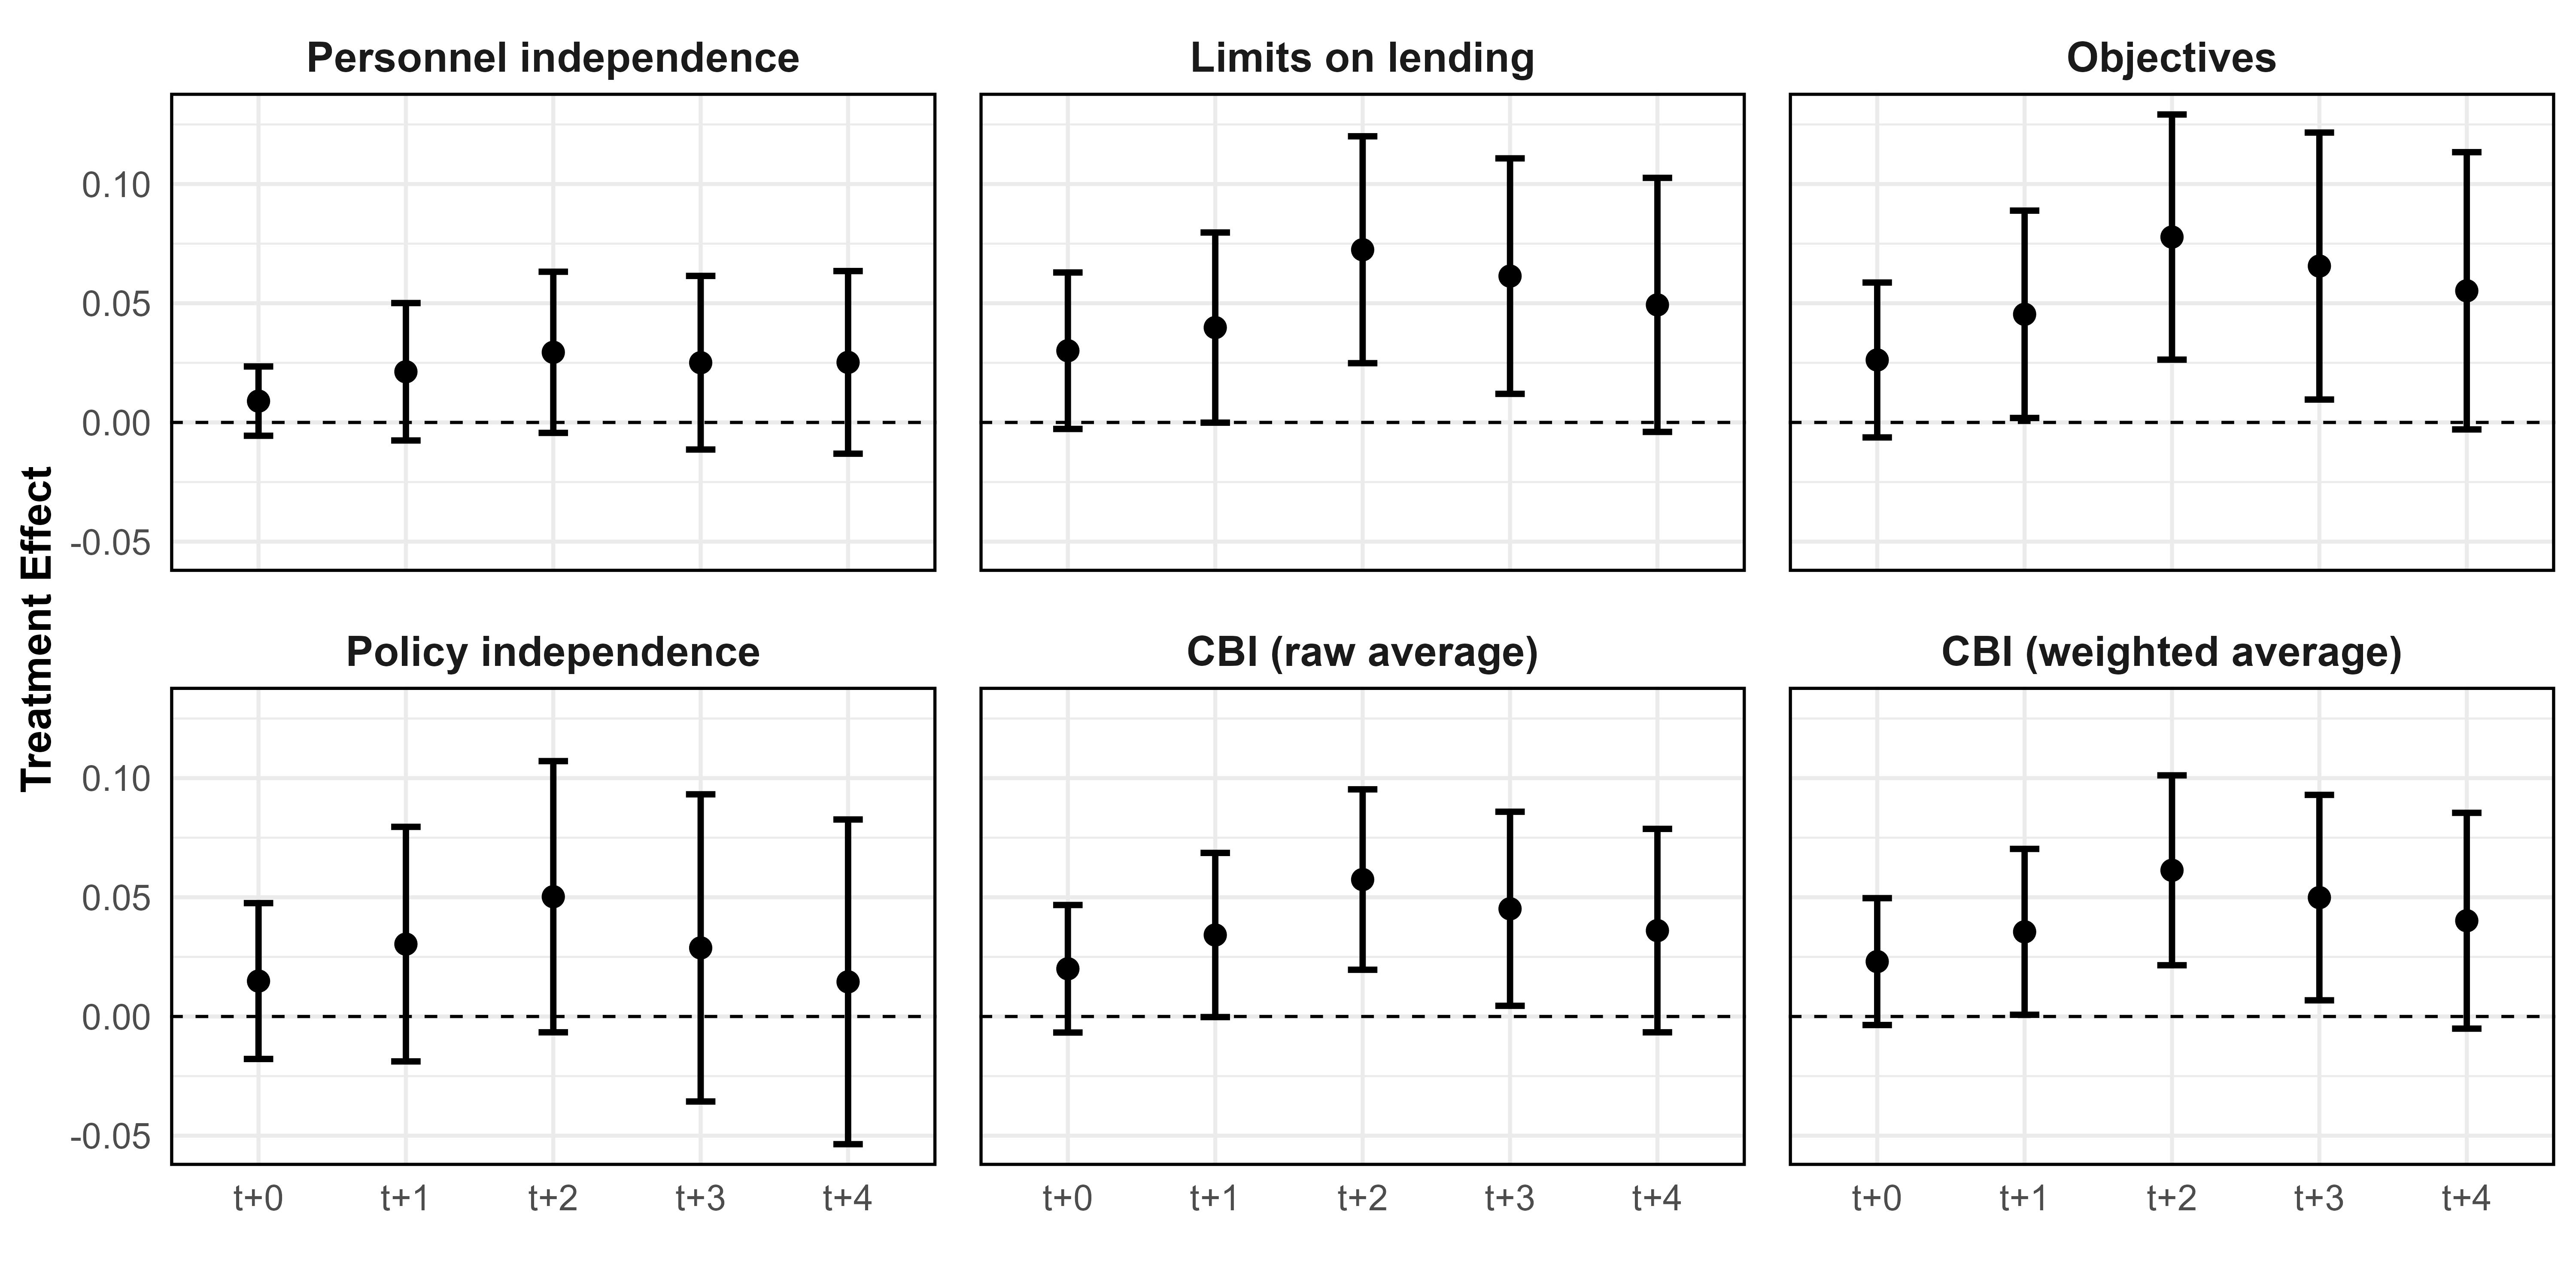 Personnel independence
Limits on lending
Objectives
0.10
0.05
0.00
-0.05
Treatment Effect
Policy independence
CBI (raw average)
CBI (weighted average)
0.10
0.05
0.00
-0.05
t+0 t+1 t+2 t+3 t+4
t+0 t+1 t+2 t+3 t+4
t+0 t+1 t+2 t+3 t+4